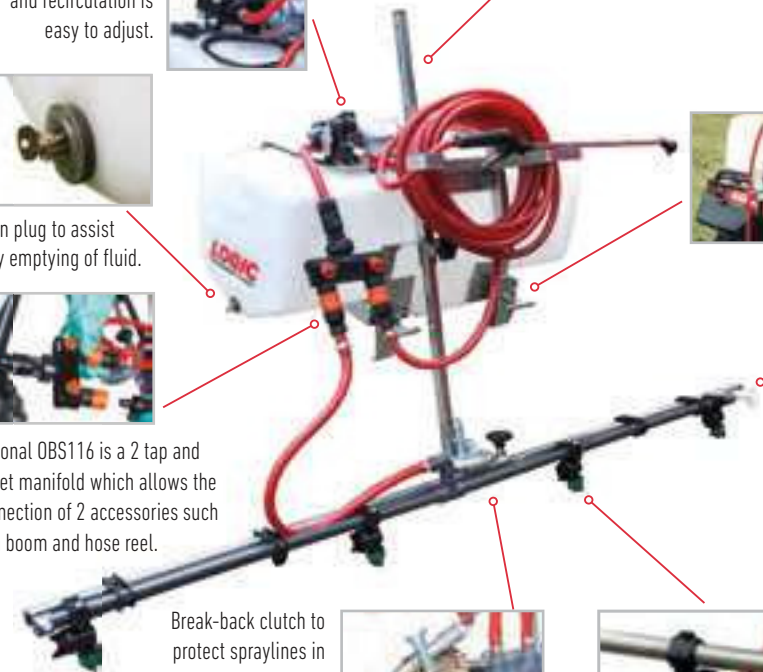 and recirculation is
easy to adjust.
n plug to assist
y emptying of fluid.
LOGIC
onal OBS116 is a 2 tap and
et manifold which allows the
nection of 2 accessories such
boom and hose reel.
Break-back clutch to
protect spraylines in